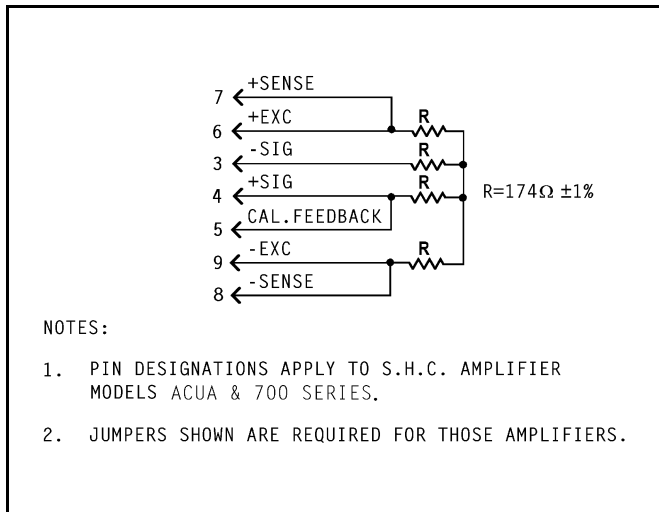 7 +SENSE
6 +EXC R
3 -SIG R
4 +SIG R R=174Ω ±1%
5 CAL.FEEDBACK
9 -EXC R
8 -SENSE
NOTES:
1. PIN DESIGNATIONS APPLY TO S.H.C. AMPLIFIER
MODELS ACUA & 700 SERIES.
2. JUMPERS SHOWN ARE REQUIRED FOR THOSE AMPLIFIERS.